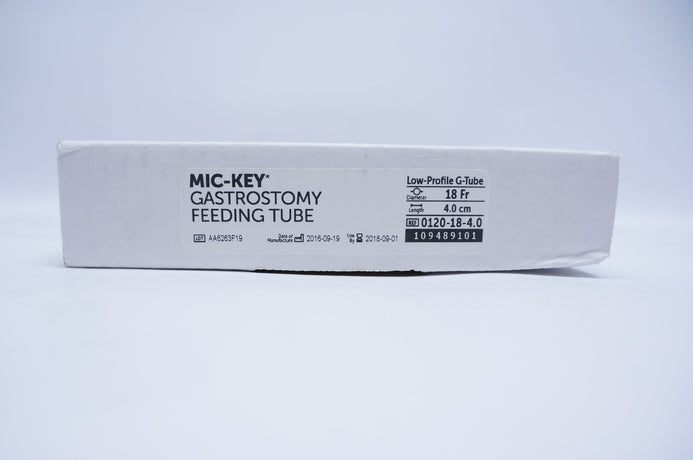 MIC-KEY*
GASTROSTOMY
FEEDING TUBE
LOT AA6263F19
Date of Manufacture 2016-09-19
Use By 2018-09-01
Low-Profile G-Tube
Diameter 18 Fr
Length 4.0 cm
REF 0120-18-4.0
109489101